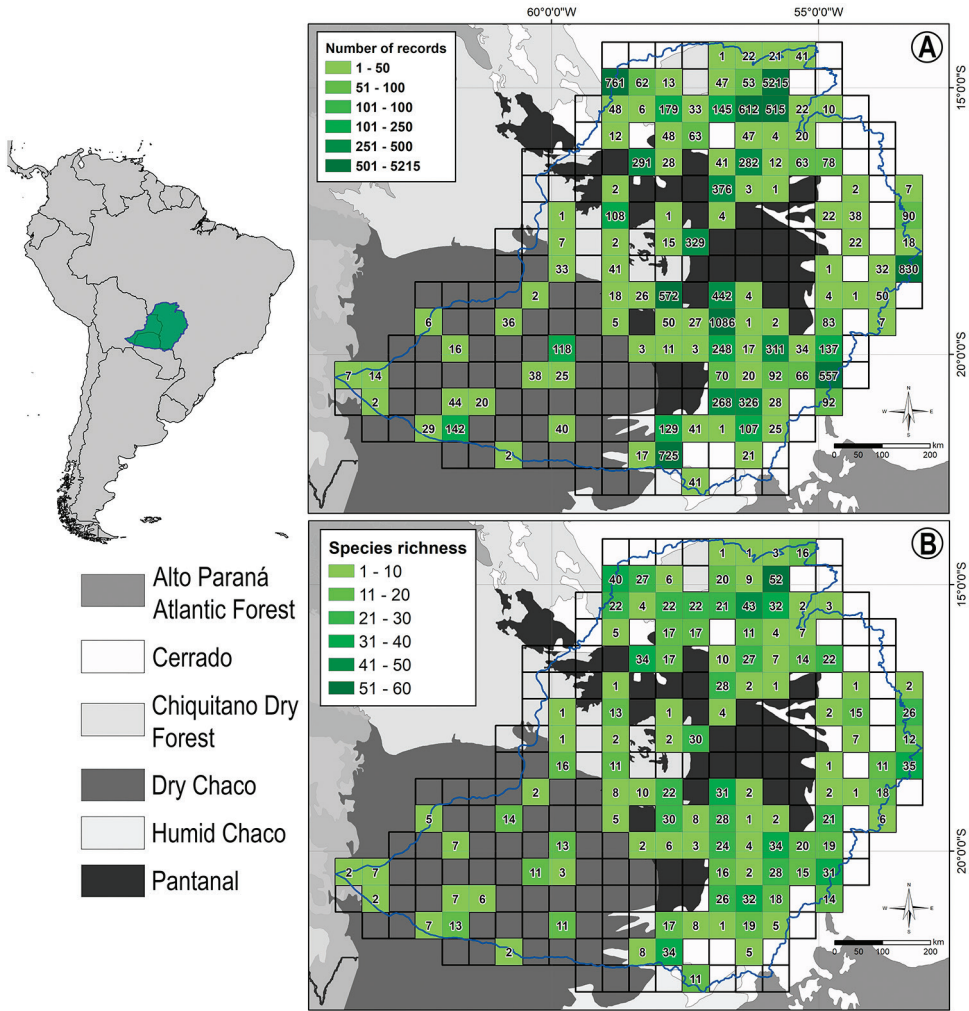 60°0'0"W 55°0'0"W
A
Number of records
1 - 50
51 - 100
101 - 100
101 - 250
251 - 500
501 - 5215
1 22 21 41
761 62 13 47 53 5215
15°0'0"S
48 6 179 33 145 612 515 22 10
12 48 63 20 47 4 20
291 28 41 282 12 63 78
2 376 3 1 2 7
1 108 1 4 22 38 90
7 2 15 329 22 18
33 41 1 32 830
2 18 26 572 442 4 4 1 50
6 36 5 50 27 1086 1 2 83 7
16 118 3 11 3 248 17 311 34 137
20°0'0"S
7 14 38 25 70 20 92 66 557
2 44 20 268 326 28 92
29 142 40 129 41 1 107 25
2 17 725 21
41
N
W E
S
0 50 100 200
km
B
Species richness
1 - 10
11 - 20
21 - 30
31 - 40
41 - 50
51 - 60
1 1 3 16
40 27 6 20 9 52
15°0'0"S
22 4 22 22 21 43 32 2 3
5 17 17 11 4 7
34 17 10 27 7 14 22
1 28 2 1 1 2
1 13 1 4 2 15 26
1 2 2 30 7 12
16 11 1 11 35
2 8 10 22 31 2 2 1 18
5 14 5 30 8 28 1 2 21 6
7 13 2 6 3 24 4 34 20 19
20°0'0"S
2 7 11 3 16 2 28 15 31
2 7 6 26 32 18 14
7 13 11 17 8 1 19 5
2 8 34 5
11
N
W E
S
0 50 100 200
km
Alto Paraná
Atlantic Forest
Cerrado
Chiquitano Dry
Forest
Dry Chaco
Humid Chaco
Pantanal